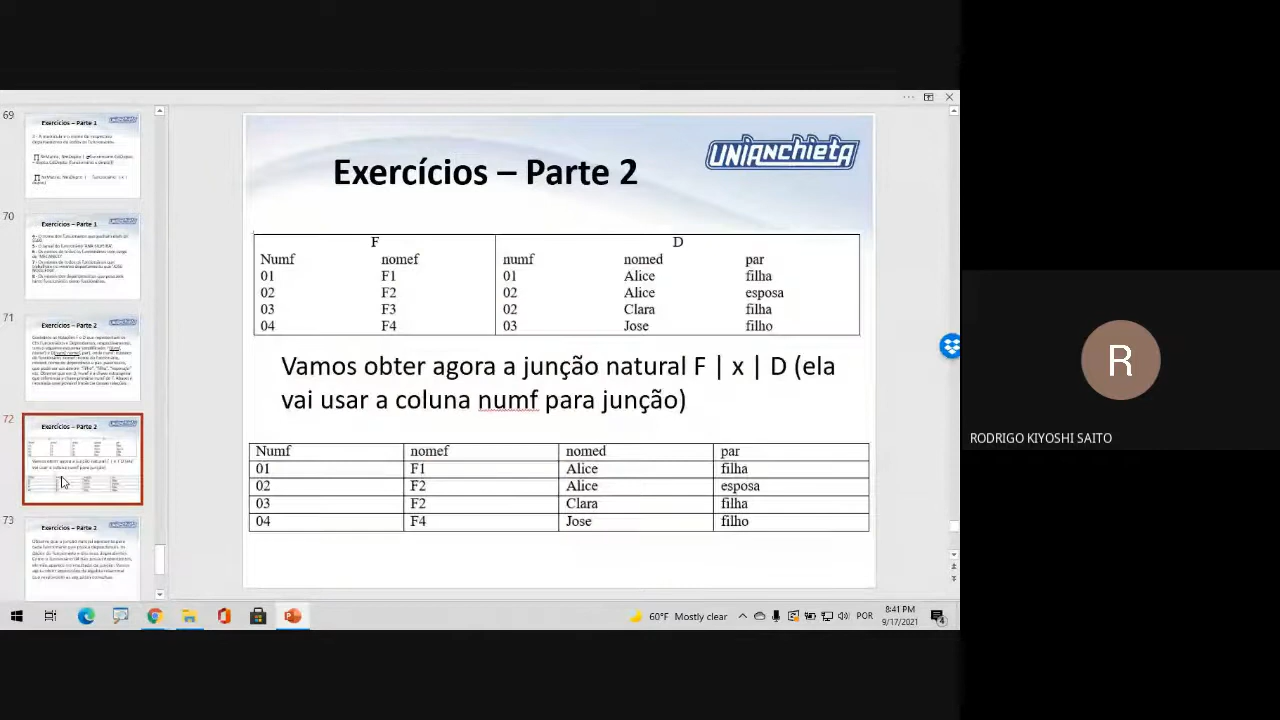 69
Exercícios – Parte 1
70
Exercícios – Parte 1
71
Exercícios – Parte 2
72
Exercícios – Parte 2
73
Exercícios – Parte 2
UNIANCHIETA
Exercícios – Parte 2
F D
Numf nomef numf nomed par
01 F1 01 Alice filha
02 F2 02 Alice esposa
03 F3 02 Clara filha
04 F4 03 Jose filho
Vamos obter agora a junção natural F | x | D (ela
vai usar a coluna numf para junção)
Numf nomef nomed par
01 F1 Alice filha
02 F2 Alice esposa
03 F2 Clara filha
04 F4 Jose filho
60°F Mostly clear
POR
8:41 PM
9/17/2021
4
R
RODRIGO KIYOSHI SAITO